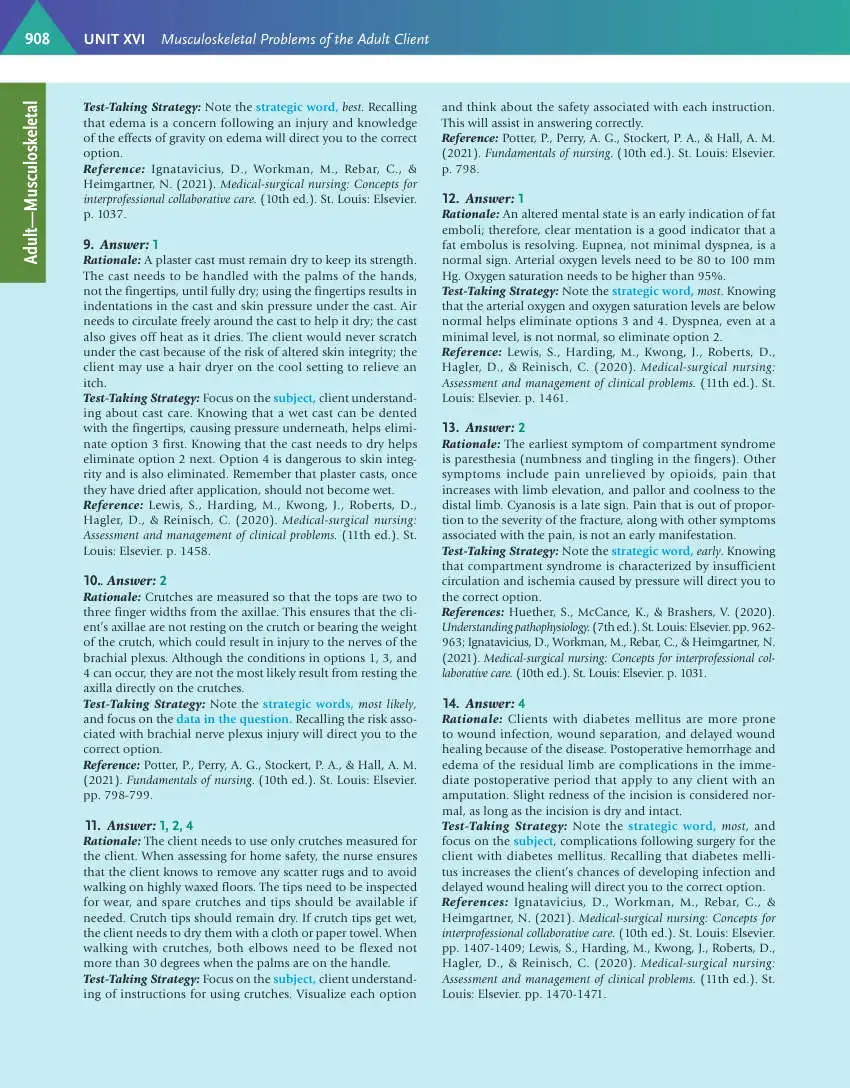 908
UNIT XVI Musculoskeletal Problems of the Adult Client
Adult—Musculoskeletal
Test-Taking Strategy: Note the strategic word, best. Recalling
that edema is a concern following an injury and knowledge
of the effects of gravity on edema will direct you to the correct
option.
Reference: Ignatavicius, D., Workman, M., Rebar, C., &
Heimgartner, N. (2021). Medical-surgical nursing: Concepts for
interprofessional collaborative care. (10th ed.). St. Louis: Elsevier.
p. 1037.
9. Answer: 1
Rationale: A plaster cast must remain dry to keep its strength.
The cast needs to be handled with the palms of the hands,
not the fingertips, until fully dry; using the fingertips results in
indentations in the cast and skin pressure under the cast. Air
needs to circulate freely around the cast to help it dry; the cast
also gives off heat as it dries. The client would never scratch
under the cast because of the risk of altered skin integrity; the
client may use a hair dryer on the cool setting to relieve an
itch.
Test-Taking Strategy: Focus on the subject, client understand-
ing about cast care. Knowing that a wet cast can be dented
with the fingertips, causing pressure underneath, helps elimi-
nate option 3 first. Knowing that the cast needs to dry helps
eliminate option 2 next. Option 4 is dangerous to skin integ-
rity and is also eliminated. Remember that plaster casts, once
they have dried after application, should not become wet.
Reference: Lewis, S., Harding, M., Kwong, J., Roberts, D.,
Hagler, D., & Reinisch, C. (2020). Medical-surgical nursing:
Assessment and management of clinical problems. (11th ed.). St.
Louis: Elsevier. p. 1458.
10.. Answer: 2
Rationale: Crutches are measured so that the tops are two to
three finger widths from the axillae. This ensures that the cli-
ent's axillae are not resting on the crutch or bearing the weight
of the crutch, which could result in injury to the nerves of the
brachial plexus. Although the conditions in options 1, 3, and
4 can occur, they are not the most likely result from resting the
axilla directly on the crutches.
Test-Taking Strategy: Note the strategic words, most likely,
and focus on the data in the question. Recalling the risk asso-
ciated with brachial nerve plexus injury will direct you to the
correct option.
Reference: Potter, P., Perry, A. G., Stockert, P. A., & Hall, A. M.
(2021). Fundamentals of nursing. (10th ed.). St. Louis: Elsevier.
pp. 798-799.
11. Answer: 1, 2, 4
Rationale: The client needs to use only crutches measured for
the client. When assessing for home safety, the nurse ensures
that the client knows to remove any scatter rugs and to avoid
walking on highly waxed floors. The tips need to be inspected
for wear, and spare crutches and tips should be available if
needed. Crutch tips should remain dry. If crutch tips get wet,
the client needs to dry them with a cloth or paper towel. When
walking with crutches, both elbows need to be flexed not
more than 30 degrees when the palms are on the handle.
Test-Taking Strategy: Focus on the subject, client understand-
ing of instructions for using crutches. Visualize each option
and think about the safety associated with each instruction.
This will assist in answering correctly.
Reference: Potter, P., Perry, A. G., Stockert, P. A., & Hall, A. M.
(2021). Fundamentals of nursing. (10th ed.). St. Louis: Elsevier.
p. 798.
12. Answer: 1
Rationale: An altered mental state is an early indication of fat
emboli; therefore, clear mentation is a good indicator that a
fat embolus is resolving. Eupnea, not minimal dyspnea, is a
normal sign. Arterial oxygen levels need to be 80 to 100 mm
Hg. Oxygen saturation needs to be higher than 95%.
Test-Taking Strategy: Note the strategic word, most. Knowing
that the arterial oxygen and oxygen saturation levels are below
normal helps eliminate options 3 and 4. Dyspnea, even at a
minimal level, is not normal, so eliminate option 2.
Reference: Lewis, S., Harding, M., Kwong, J., Roberts, D.,
Hagler, D., & Reinisch, C. (2020). Medical-surgical nursing:
Assessment and management of clinical problems. (11th ed.). St.
Louis: Elsevier. p. 1461.
13. Answer: 2
Rationale: The earliest symptom of compartment syndrome
is paresthesia (numbness and tingling in the fingers). Other
symptoms include pain unrelieved by opioids, pain that
increases with limb elevation, and pallor and coolness to the
distal limb. Cyanosis is a late sign. Pain that is out of propor-
tion to the severity of the fracture, along with other symptoms
associated with the pain, is not an early manifestation.
Test-Taking Strategy: Note the strategic word, early. Knowing
that compartment syndrome is characterized by insufficient
circulation and ischemia caused by pressure will direct you to
the correct option.
References: Huether, S., McCance, K., & Brashers, V. (2020).
Understanding pathophysiology. (7th ed.). St. Louis: Elsevier. pp. 962-
963; Ignatavicius, D., Workman, M., Rebar, C., & Heimgartner, N.
(2021). Medical-surgical nursing: Concepts for interprofessional col-
laborative care. (10th ed.). St. Louis: Elsevier. p. 1031.
14. Answer: 4
Rationale: Clients with diabetes mellitus are more prone
to wound infection, wound separation, and delayed wound
healing because of the disease. Postoperative hemorrhage and
edema of the residual limb are complications in the imme-
diate postoperative period that apply to any client with an
amputation. Slight redness of the incision is considered nor-
mal, as long as the incision is dry and intact.
Test-Taking Strategy: Note the strategic word, most, and
focus on the subject, complications following surgery for the
client with diabetes mellitus. Recalling that diabetes melli-
tus increases the client's chances of developing infection and
delayed wound healing will direct you to the correct option.
References: Ignatavicius, D., Workman, M., Rebar, C., &
Heimgartner, N. (2021). Medical-surgical nursing: Concepts for
interprofessional collaborative care. (10th ed.). St. Louis: Elsevier.
pp. 1407-1409; Lewis, S., Harding, M., Kwong, J., Roberts, D.,
Hagler, D., & Reinisch, C. (2020). Medical-surgical nursing:
Assessment and management of clinical problems. (11th ed.). St.
Louis: Elsevier. pp. 1470-1471.